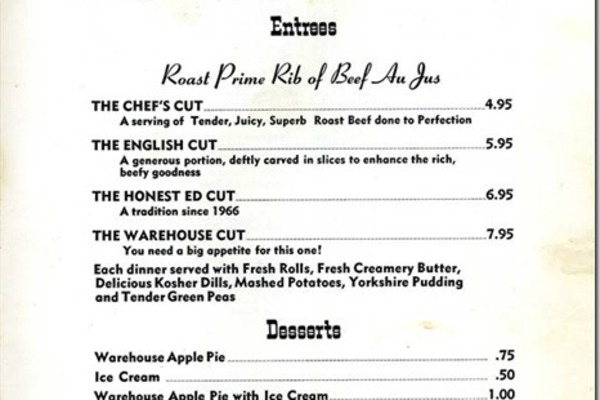 Entrees
Roast Prime Rib of Beef Au Jus
THE CHEF'S CUT 4.95
A serving of Tender, Juicy, Superb Roast Beef done to Perfection
THE ENGLISH CUT 5.95
A generous portion, deftly carved in slices to enhance the rich,
beefy goodness
THE HONEST ED CUT 6.95
A tradition since 1966
THE WAREHOUSE CUT 7.95
You need a big appetite for this one!
Each dinner served with Fresh Rolls, Fresh Creamery Butter,
Delicious Kosher Dills, Mashed Potatoes, Yorkshire Pudding
and Tender Green Peas
Desserts
Warehouse Apple Pie .75
Ice Cream .50
Warehouse Apple Pie with Ice Cream 1.00